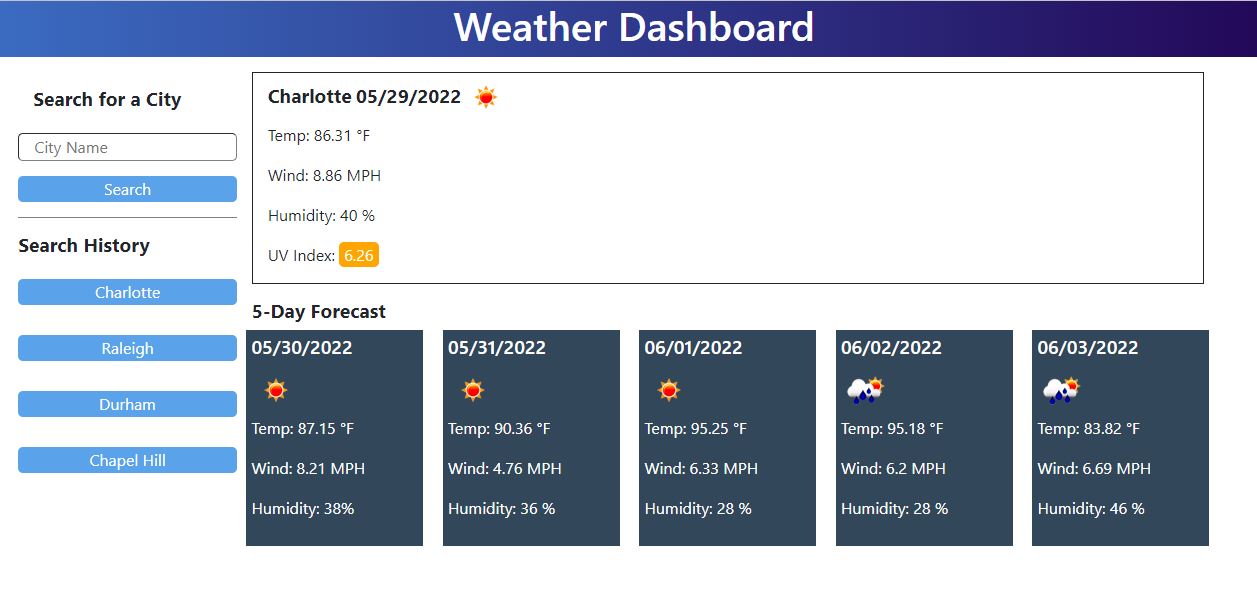 Weather Dashboard
Search for a City
City Name
Search
Search History
Charlotte
Raleigh
Durham
Chapel Hill
Charlotte 05/29/2022
Temp: 86.31 °F
Wind: 8.86 MPH
Humidity: 40 %
UV Index: 6.26
5-Day Forecast
05/30/2022
Temp: 87.15 °F
Wind: 8.21 MPH
Humidity: 38%
05/31/2022
Temp: 90.36 °F
Wind: 4.76 MPH
Humidity: 36 %
06/01/2022
Temp: 95.25 °F
Wind: 6.33 MPH
Humidity: 28 %
06/02/2022
Temp: 95.18 °F
Wind: 6.2 MPH
Humidity: 28 %
06/03/2022
Temp: 83.82 °F
Wind: 6.69 MPH
Humidity: 46 %